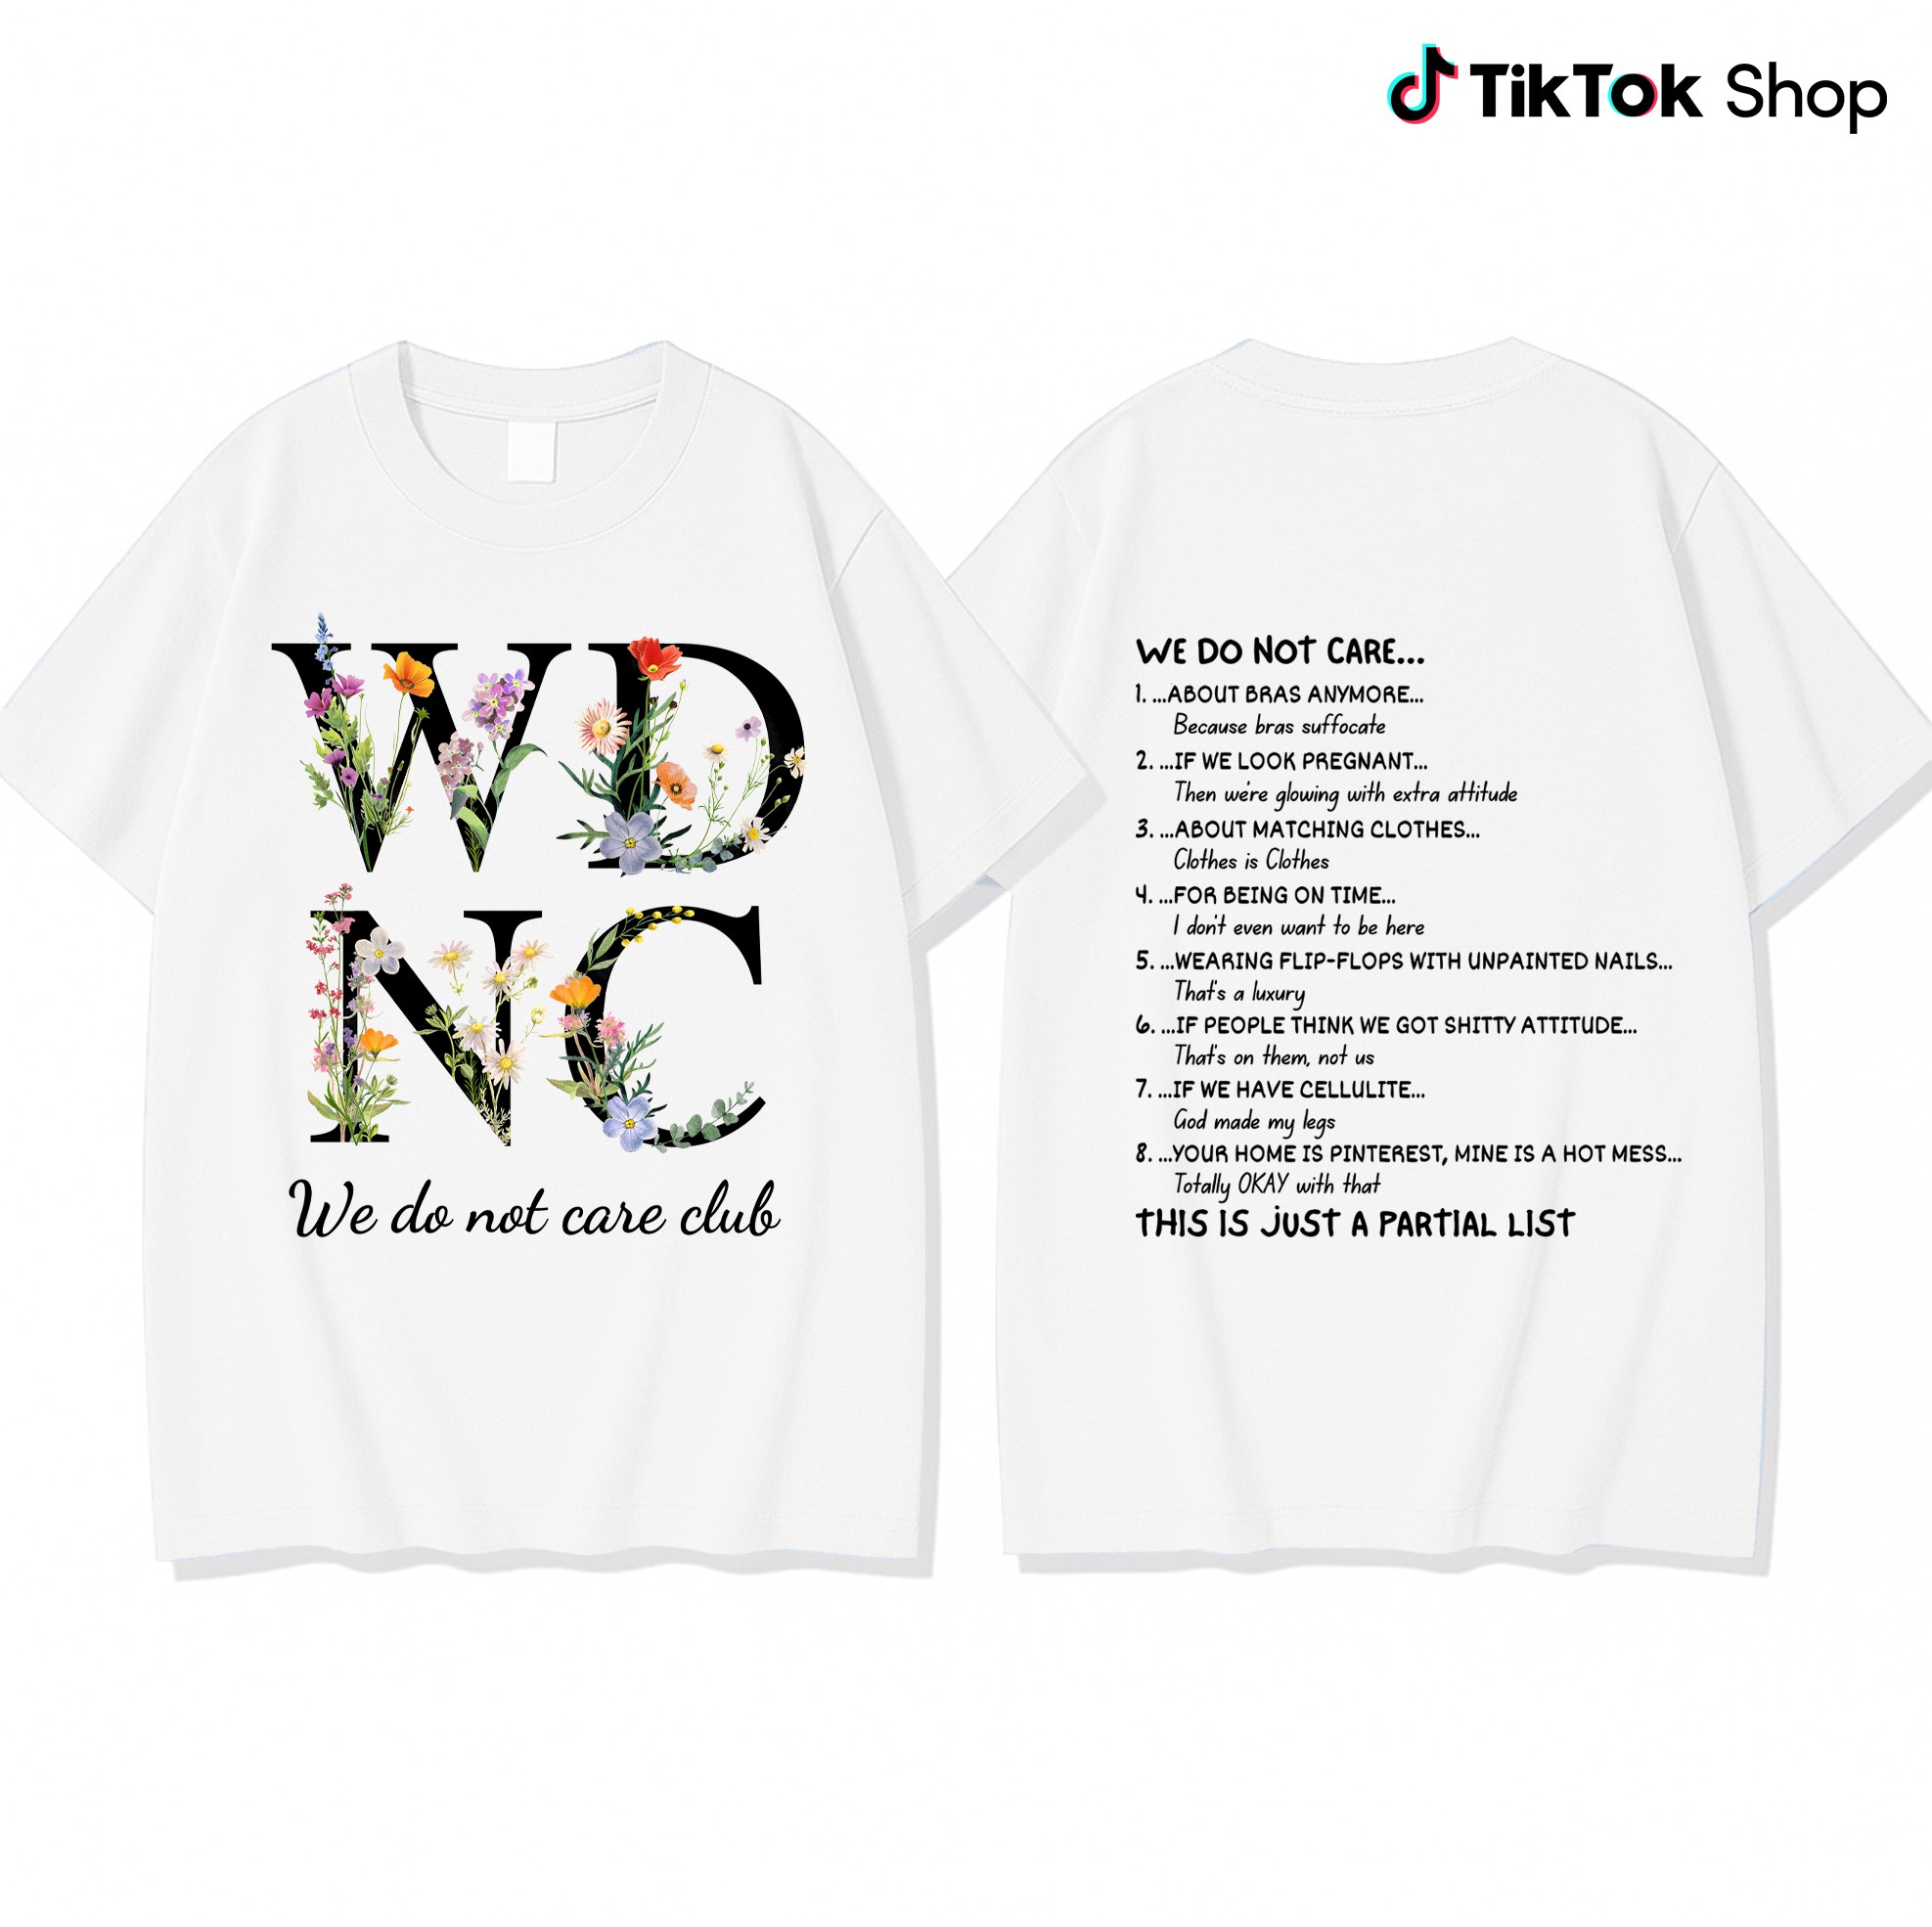 TikTok Shop
WD
NC
We do not care club
WE DO NOT CARE...
1. ...ABOUT BRAS ANYMORE...
Because bras suffocate
2. ...IF WE LOOK PREGNANT...
Then we're glowing with extra attitude
3. ...ABOUT MATCHING CLOTHES...
Clothes is Clothes
4. ...FOR BEING ON TIME...
I don't even want to be here
5. ...WEARING FLIP-FLOPS WITH UNPAINTED NAILS...
That's a luxury
6. ...IF PEOPLE THINK WE GOT SHITTY ATTITUDE...
That's on them, not us
7. ...IF WE HAVE CELLULITE...
God made my legs
8. ...YOUR HOME IS PINTEREST, MINE IS A HOT MESS...
Totally OKAY with that
THIS IS JUST A PARTIAL LIST